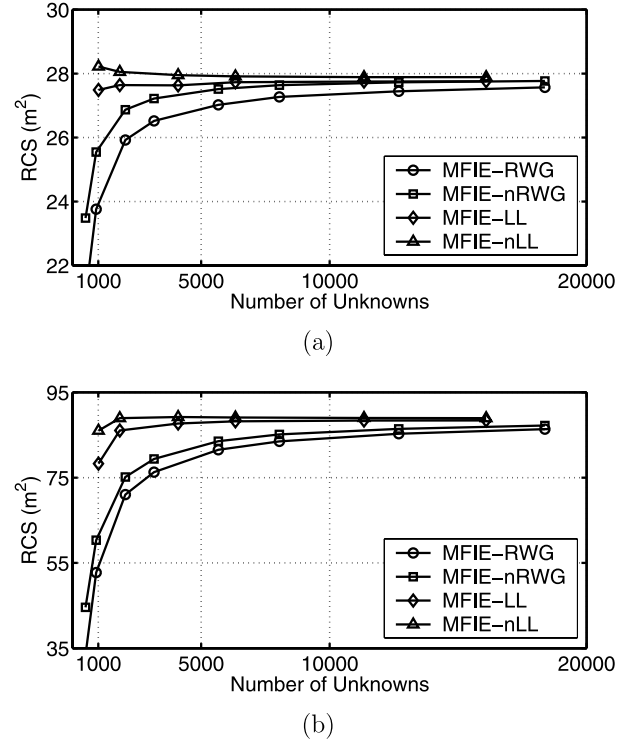 30
28
26
24
22
RCS (m²)
MFIE−RWG
MFIE−nRWG
MFIE−LL
MFIE−nLL
1000 5000 10000 20000
Number of Unknowns
(a)
95
75
55
35
RCS (m²)
MFIE−RWG
MFIE−nRWG
MFIE−LL
MFIE−nLL
1000 5000 10000 20000
Number of Unknowns
(b)